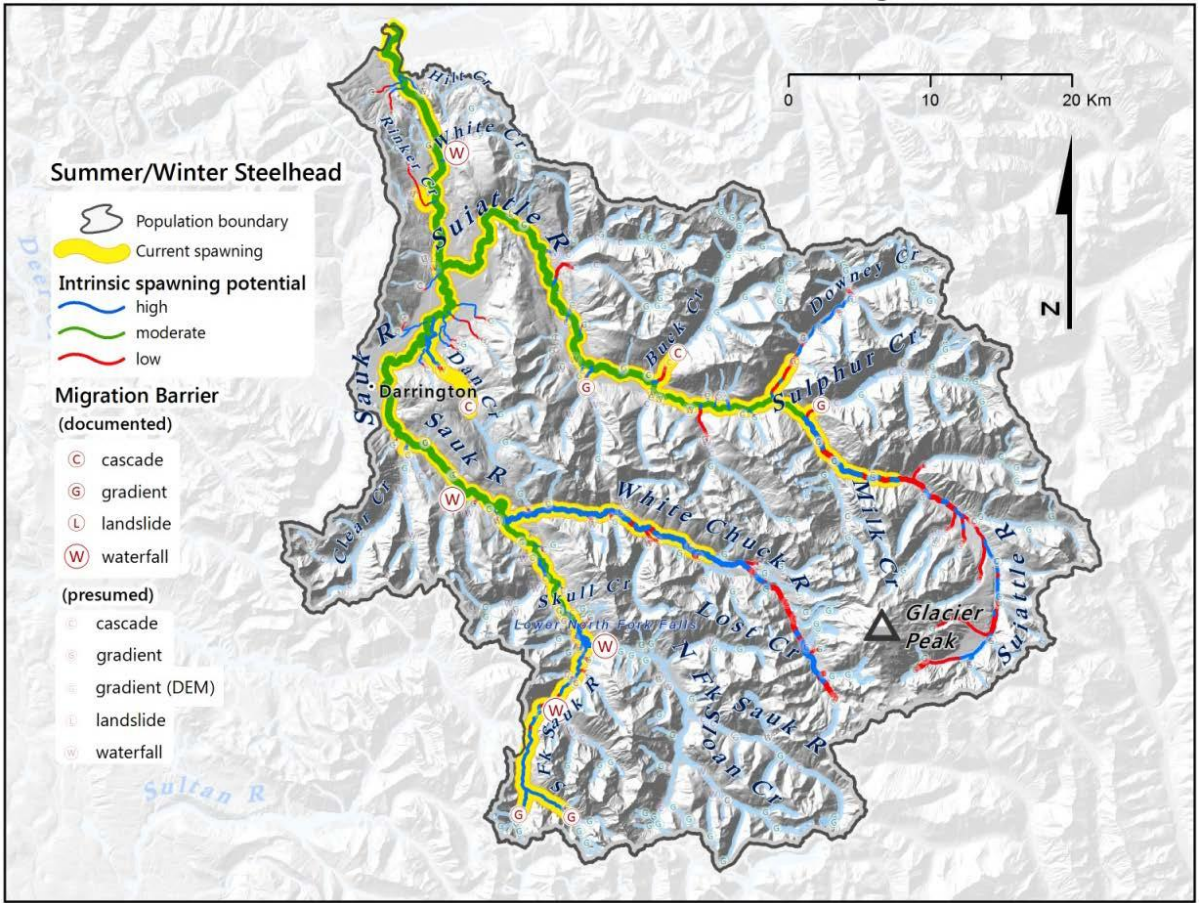 Summer/Winter Steelhead
Population boundary
Current spawning
Intrinsic spawning potential
high
moderate
low
Migration Barrier
(documented)
C cascade
G gradient
L landslide
W waterfall
(presumed)
cascade
gradient
gradient (DEM)
landslide
waterfall
0 10 20 Km
N
Hilt Cr
White Cr
W
Rinker Cr
Suiattle R
Downey Cr
Buck Cr
C
Sulphur Cr
G
G
Sauk R
Dan Cr
Darrington
C
Sauk R
W
White Chuck R
Milk Cr
Suiattle R
Clear Cr
Skull Cr
Lower North Fork Falls
W
Lost Cr
Glacier
Peak
N Fk Sauk R
W
S Fk Sauk R
Sloan Cr
G
G
Sultan R
Deer